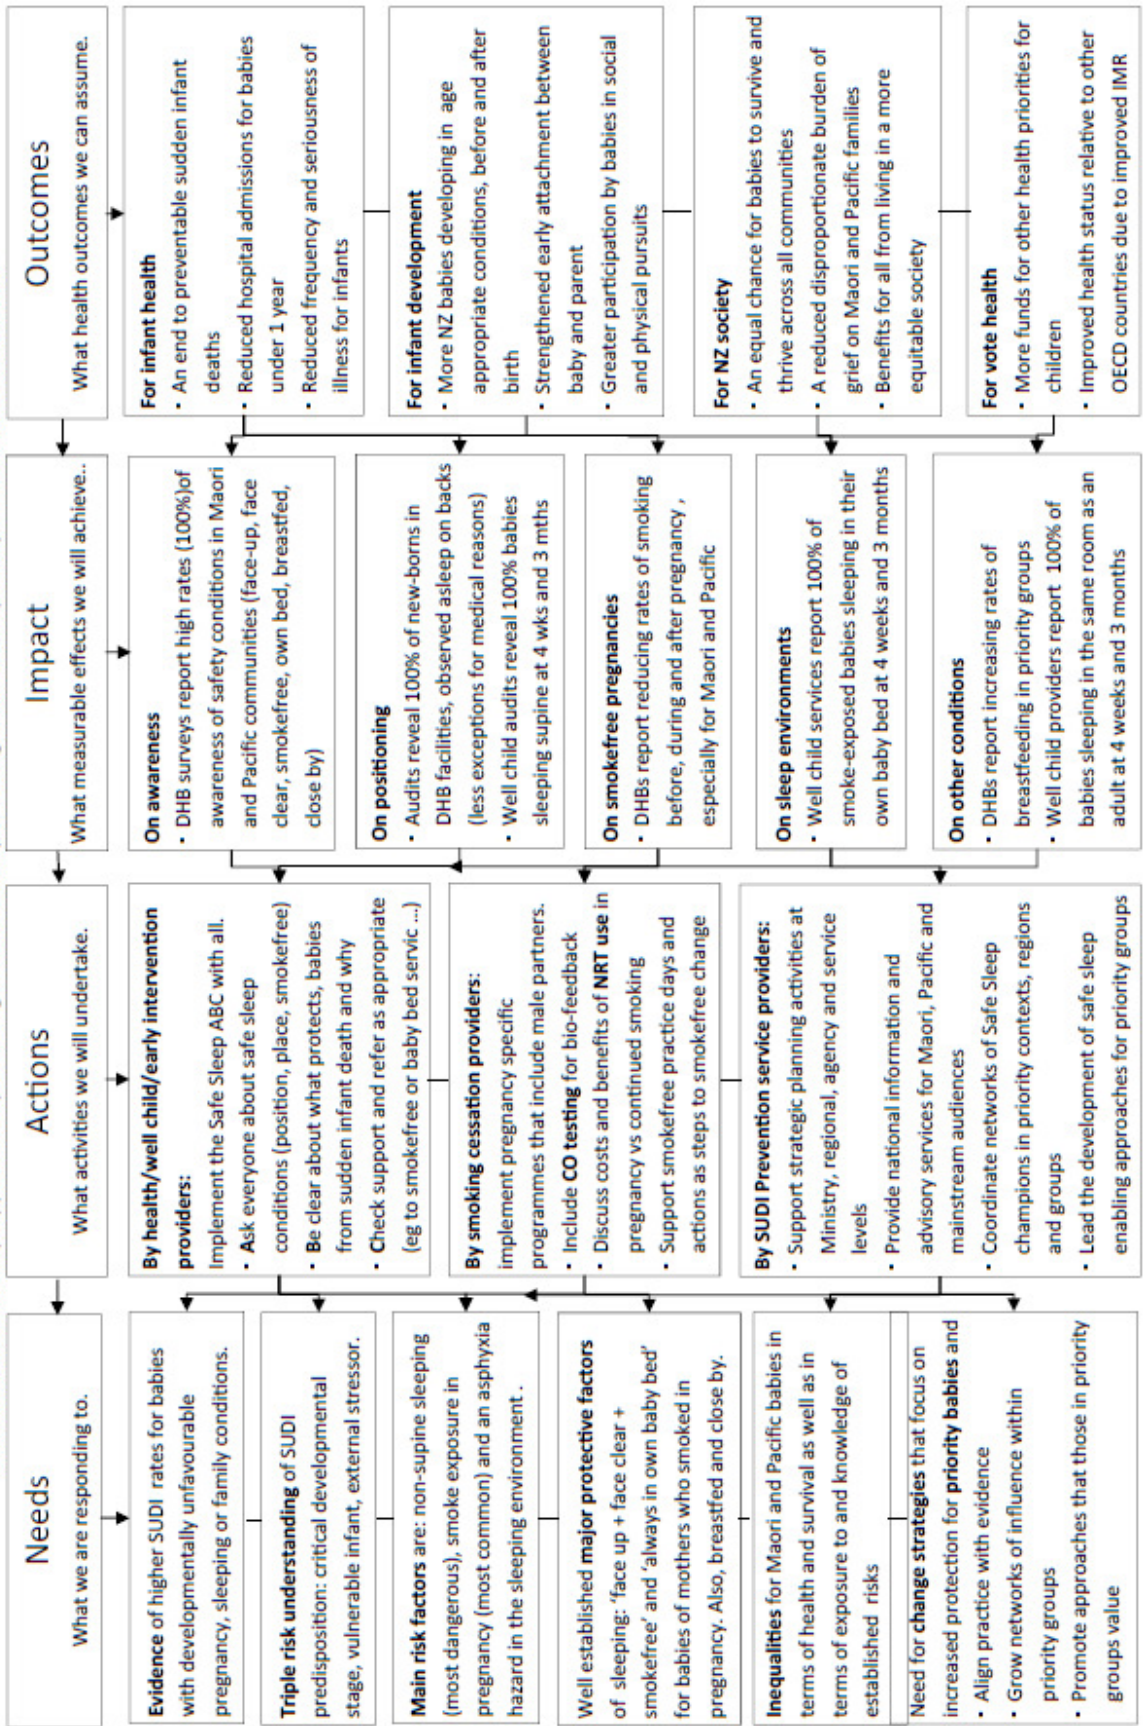 Needs
What we are responding to.
Evidence of higher SUDI rates for babies
with developmentally unfavourable
pregnancy, sleeping or family conditions.
Triple risk understanding of SUDI
predisposition: critical developmental
stage, vulnerable infant, external stressor.
Main risk factors are: non-supine sleeping
(most dangerous), smoke exposure in
pregnancy (most common) and an asphyxia
hazard in the sleeping environment .
Well established major protective factors
of sleeping: ‘face up + face clear +
smokefree’ and ‘always in own baby bed’
for babies of mothers who smoked in
pregnancy. Also, breastfed and close by.
Inequalities for Maori and Pacific babies in
terms of health and survival as well as in
terms of exposure to and knowledge of
established risks
Need for change strategies that focus on
increased protection for priority babies and
• Align practice with evidence
• Grow networks of influence within
priority groups
• Promote approaches that those in priority
groups value
Actions
What activities we will undertake.
By health/well child/early intervention
providers:
Implement the Safe Sleep ABC with all.
• Ask everyone about safe sleep
conditions (position, place, smokefree)
• Be clear about what protects, babies
from sudden infant death and why
• Check support and refer as appropriate
(eg to smokefree or baby bed servic ...)
By smoking cessation providers:
implement pregnancy specific
programmes that include male partners.
• Include CO testing for bio-feedback
• Discuss costs and benefits of NRT use in
pregnancy vs continued smoking
• Support smokefree practice days and
actions as steps to smokefree change
By SUDI Prevention service providers:
• Support strategic planning activities at
Ministry, regional, agency and service
levels
• Provide national information and
advisory services for Maori, Pacific and
mainstream audiences
• Coordinate networks of Safe Sleep
champions in priority contexts, regions
and groups
• Lead the development of safe sleep
enabling approaches for priority groups
Impact
What measurable effects we will achieve..
On awareness
• DHB surveys report high rates (100%)of
awareness of safety conditions in Maori
and Pacific communities (face-up, face
clear, smokefree, own bed, breastfed,
close by)
On positioning
• Audits reveal 100% of new-borns in
DHB facilities, observed asleep on backs
(less exceptions for medical reasons)
• Well child audits reveal 100% babies
sleeping supine at 4 wks and 3 mths
On smokefree pregnancies
• DHBs report reducing rates of smoking
before, during and after pregnancy ,
especially for Maori and Pacific
On sleep environments
• Well child services report 100% of
smoke-exposed babies sleeping in their
own baby bed at 4 weeks and 3 months
On other conditions
• DHBs report increasing rates of
breastfeeding in priority groups
• Well child providers report 100% of
babies sleeping in the same room as an
adult at 4 weeks and 3 months
Outcomes
What health outcomes we can assume.
For infant health
• An end to preventable sudden infant
deaths
• Reduced hospital admissions for babies
under 1 year
• Reduced frequency and seriousness of
illness for infants
For infant development
• More NZ babies developing in age
appropriate conditions, before and after
birth
• Strengthened early attachment between
baby and parent
• Greater participation by babies in social
and physical pursuits
For NZ society
• An equal chance for babies to survive and
thrive across all communities
• A reduced disproportionate burden of
grief on Maori and Pacific families
• Benefits for all from living in a more
equitable society
For vote health
• More funds for other health priorities for
children
• Improved health status relative to other
OECD countries due to improved IMR